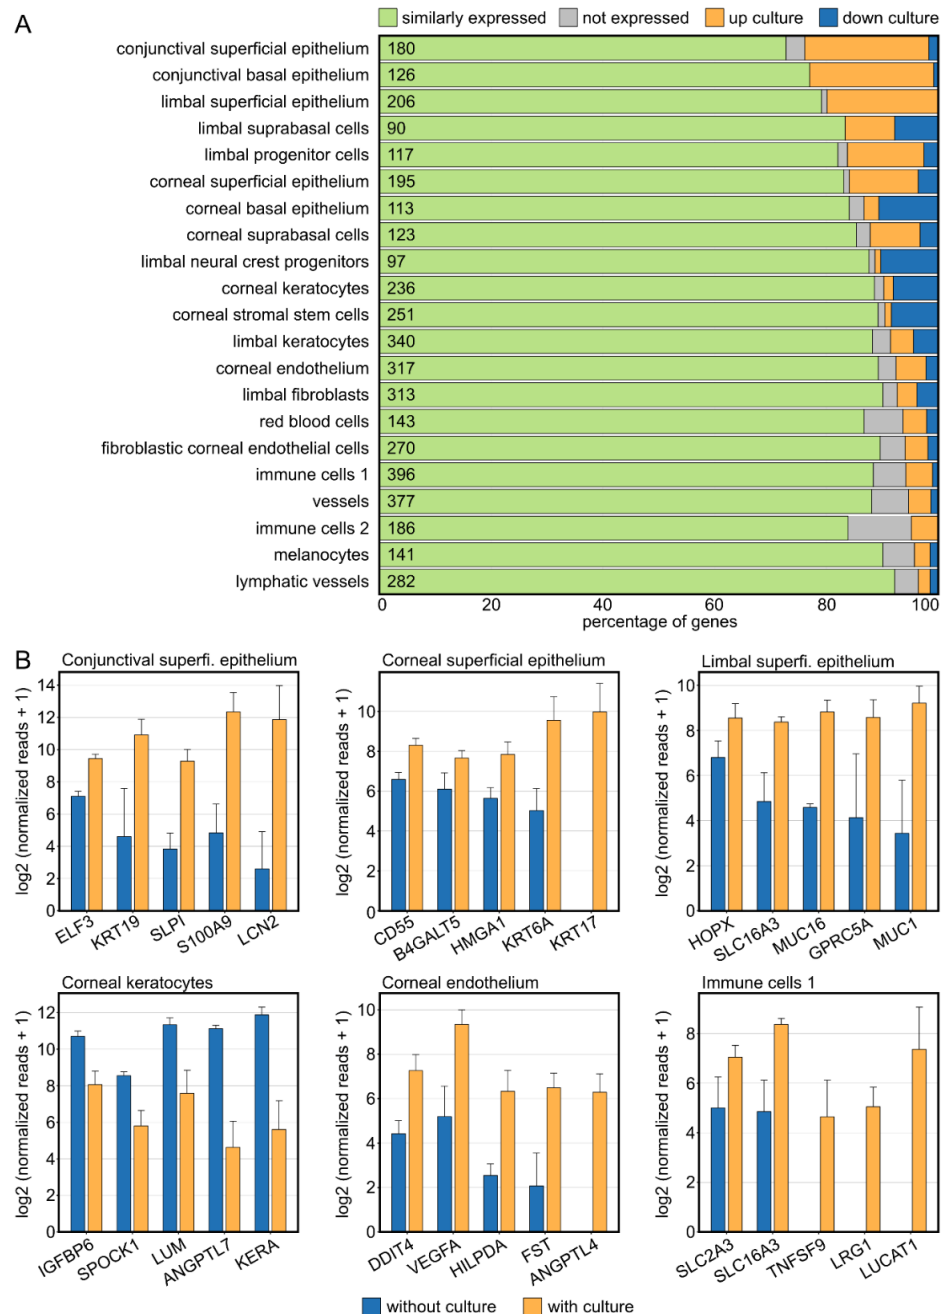 A
similarly expressed not expressed up culture down culture
conjunctival superficial epithelium 180
conjunctival basal epithelium 126
limbal superficial epithelium 206
limbal suprabasal cells 90
limbal progenitor cells 117
corneal superficial epithelium 195
corneal basal epithelium 113
corneal suprabasal cells 123
limbal neural crest progenitors 97
corneal keratocytes 236
corneal stromal stem cells 251
limbal keratocytes 340
corneal endothelium 317
limbal fibroblasts 313
red blood cells 143
fibroblastic corneal endothelial cells 270
immune cells 1 396
vessels 377
immune cells 2 186
melanocytes 141
lymphatic vessels 282
0 20 40 60 80 100
percentage of genes
B
Conjunctival superfi. epithelium
log2 (normalized reads + 1)
14
12
10
8
6
4
2
0
ELF3 KRT19 SLPI S100A9 LCN2
Corneal superficial epithelium
log2 (normalized reads + 1)
10
8
6
4
2
0
CD55 B4GALT5 HMGA1 KRT6A KRT17
Limbal superfi. epithelium
log2 (normalized reads + 1)
10
8
6
4
2
0
HOPX SLC16A3 MUC16 GPRC5A MUC1
Corneal keratocytes
log2 (normalized reads + 1)
12
10
8
6
4
2
0
IGFBP6 SPOCK1 LUM ANGPTL7 KERA
Corneal endothelium
log2 (normalized reads + 1)
10
8
6
4
2
0
DDIT4 VEGFA HILPDA FST ANGPTL4
Immune cells 1
log2 (normalized reads + 1)
8
6
4
2
0
SLC2A3 SLC16A3 TNFSF9 LRG1 LUCAT1
without culture with culture